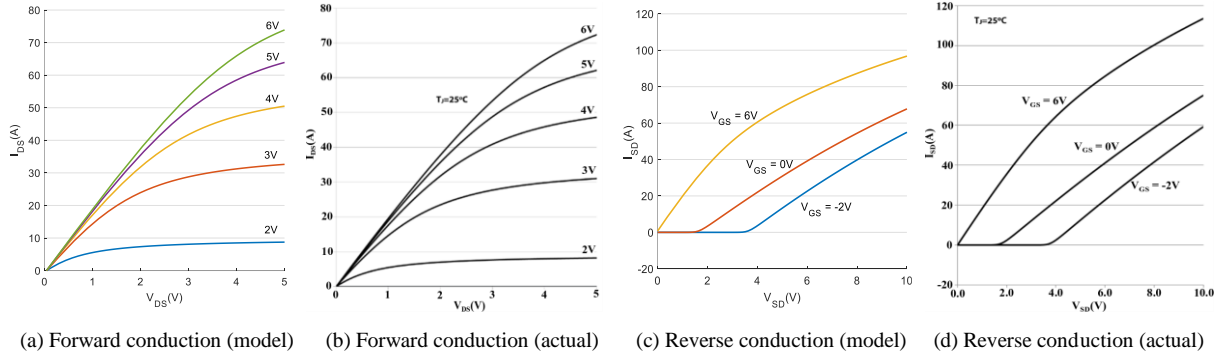 80
70
60
50
40
30
20
10
0
0
1
2
3
4
5
I_DS(A)
V_DS(V)
6V
5V
4V
3V
2V
80
70
60
50
40
30
20
10
0
0
1
2
3
4
5
I_DS(A)
V_DS(V)
T_J=25°C
6V
5V
4V
3V
2V
120
100
80
60
40
20
0
-20
0
2
4
6
8
10
I_SD(A)
V_SD(V)
V_GS = 6V
V_GS = 0V
V_GS = -2V
120
100
80
60
40
20
0
-20
0.0
2.0
4.0
6.0
8.0
10.0
I_SD(A)
V_SD(V)
T_J=25°C
V_GS = 6V
V_GS = 0V
V_GS = -2V
(a) Forward conduction (model)
(b) Forward conduction (actual)
(c) Reverse conduction (model)
(d) Reverse conduction (actual)